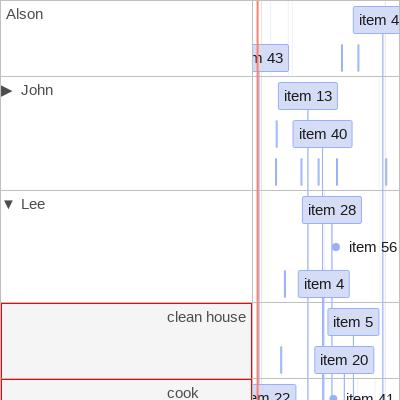 Alson
item 4
m 43
▶ John
item 13
item 40
▼ Lee
item 28
item 56
item 4
clean house
item 5
item 20
cook
em 22
item 41